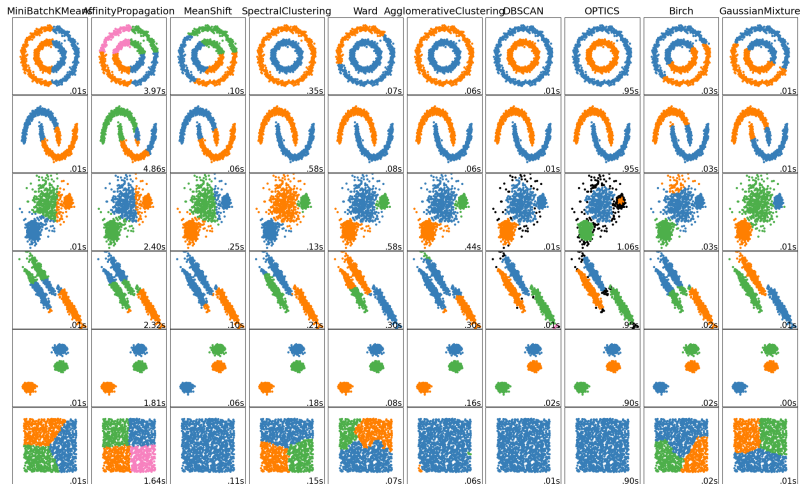 MiniBatchKMeans AffinityPropagation MeanShift SpectralClustering Ward AgglomerativeClustering DBSCAN OPTICS Birch GaussianMixture
.01s 3.97s .10s .35s .07s .06s .01s .95s .03s .01s
.01s 4.86s .06s .58s .08s .06s .01s .95s .03s .01s
.01s 2.40s .25s .13s .58s .44s .01s 1.06s .03s .01s
.01s 2.32s .10s .21s .30s .30s .01s .02s .01s
.01s 1.81s .06s .18s .08s .16s .02s .90s .02s .00s
.01s 1.64s .11s .15s .07s .06s .01s .90s .02s .01s